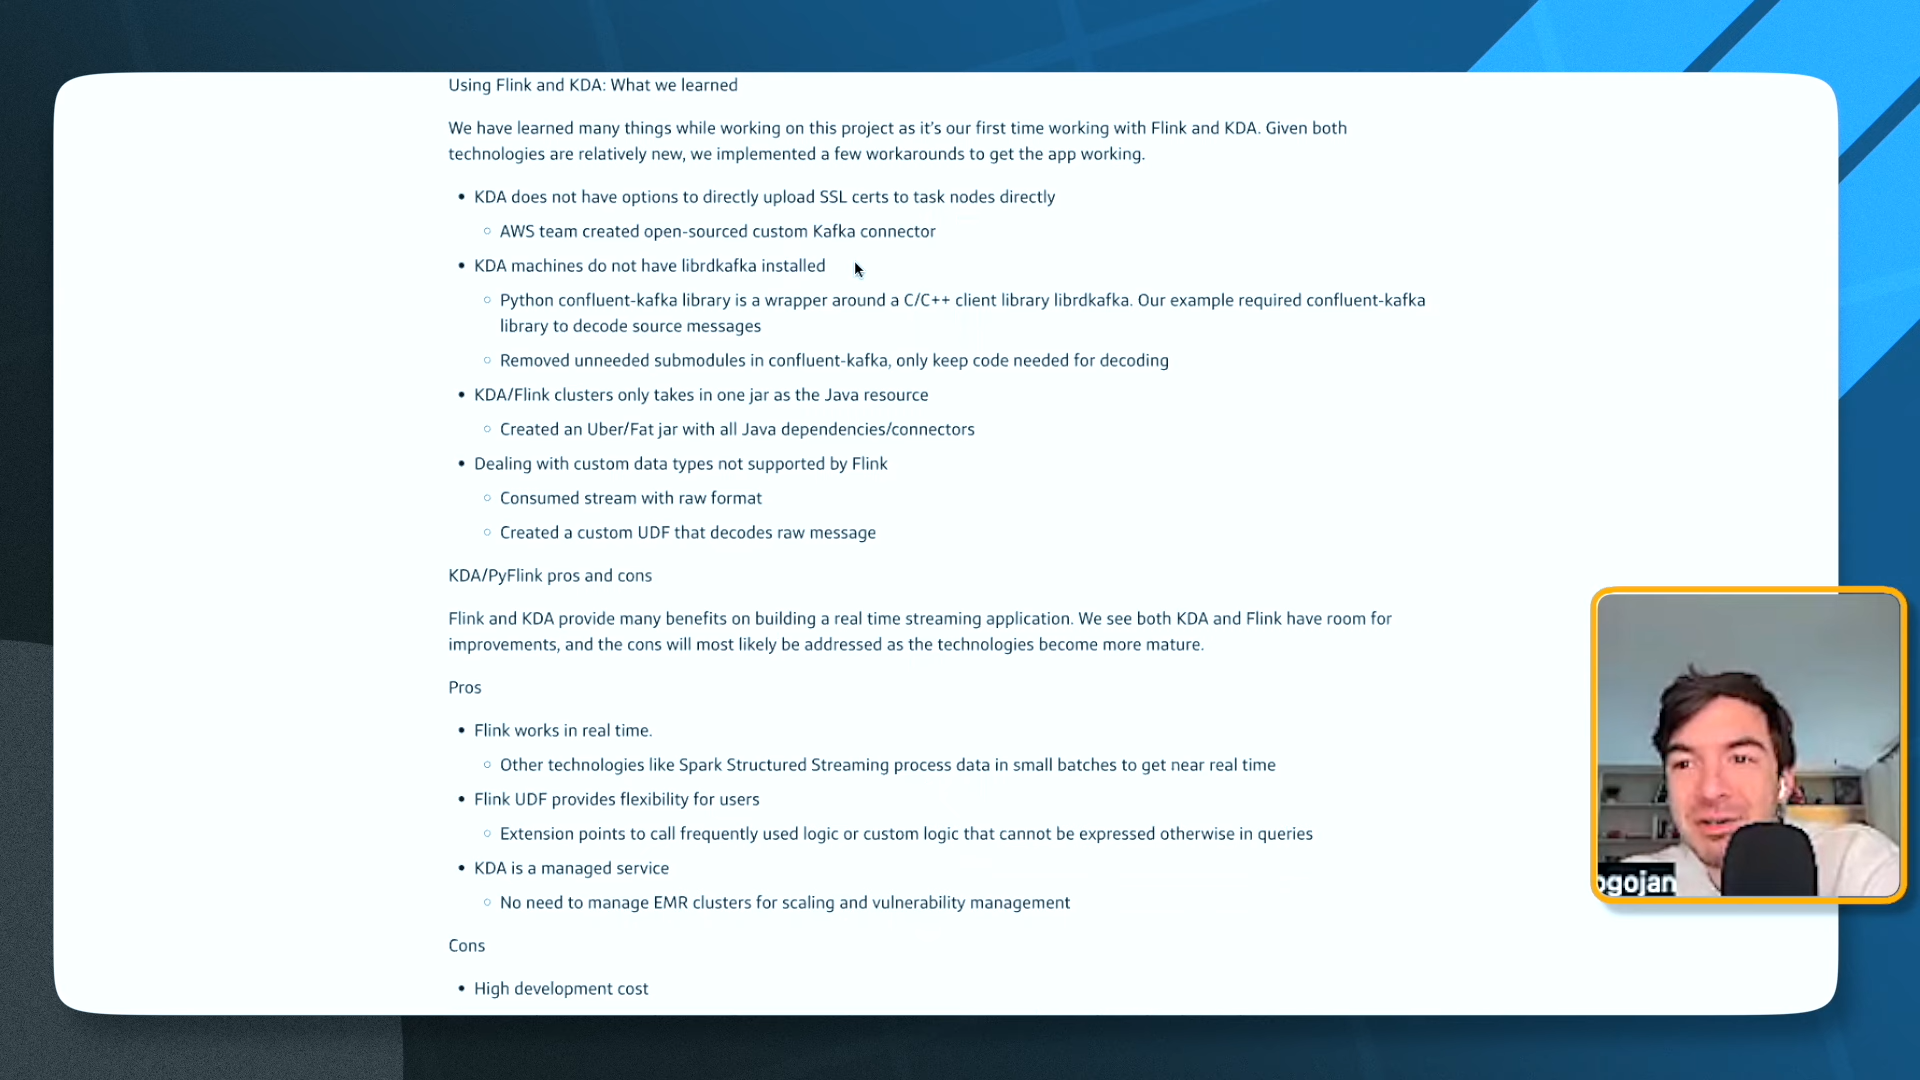 Using Flink and KDA: What we learned
We have learned many things while working on this project as it's our first time working with Flink and KDA. Given both
technologies are relatively new, we implemented a few workarounds to get the app working.
• KDA does not have options to directly upload SSL certs to task nodes directly
○ AWS team created open-sourced custom Kafka connector
• KDA machines do not have librdkafka installed
○ Python confluent-kafka library is a wrapper around a C/C++ client library librdkafka. Our example required confluent-kafka
library to decode source messages
○ Removed unneeded submodules in confluent-kafka, only keep code needed for decoding
• KDA/Flink clusters only takes in one jar as the Java resource
○ Created an Uber/Fat jar with all Java dependencies/connectors
• Dealing with custom data types not supported by Flink
○ Consumed stream with raw format
○ Created a custom UDF that decodes raw message
KDA/PyFlink pros and cons
Flink and KDA provide many benefits on building a real time streaming application. We see both KDA and Flink have room for
improvements, and the cons will most likely be addressed as the technologies become more mature.
Pros
• Flink works in real time.
○ Other technologies like Spark Structured Streaming process data in small batches to get near real time
• Flink UDF provides flexibility for users
○ Extension points to call frequently used logic or custom logic that cannot be expressed otherwise in queries
• KDA is a managed service
○ No need to manage EMR clusters for scaling and vulnerability management
Cons
• High development cost
ogojan